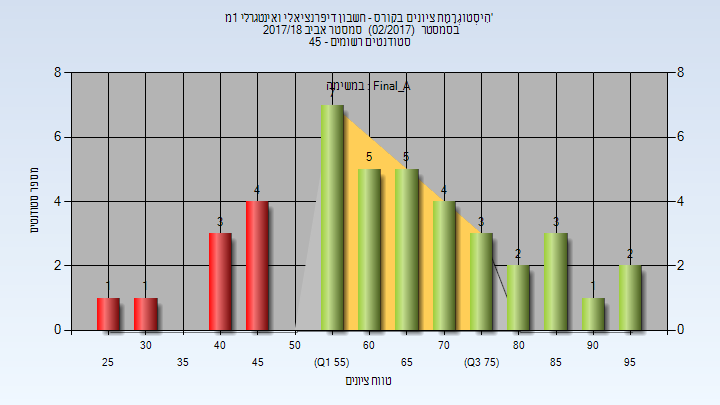 היסטוגרמת ציונים בקורס - חשבון דיפרנציאלי ואינטגרלי 1מ'
בסמסטר (02/2017) סמסטר אביב 2017/18
סטודנטים רשומים - 45
במשימה : Final_A
8 8
7
6 6
5 5
4 4
4 4
3 3 3
2 2
2 2
1 1 1
0 0
30 40 50 60 70 80 90
25 35 45 (Q1 55) 65 (Q3 75) 85 95
טווח ציונים
מספר סטודנטים